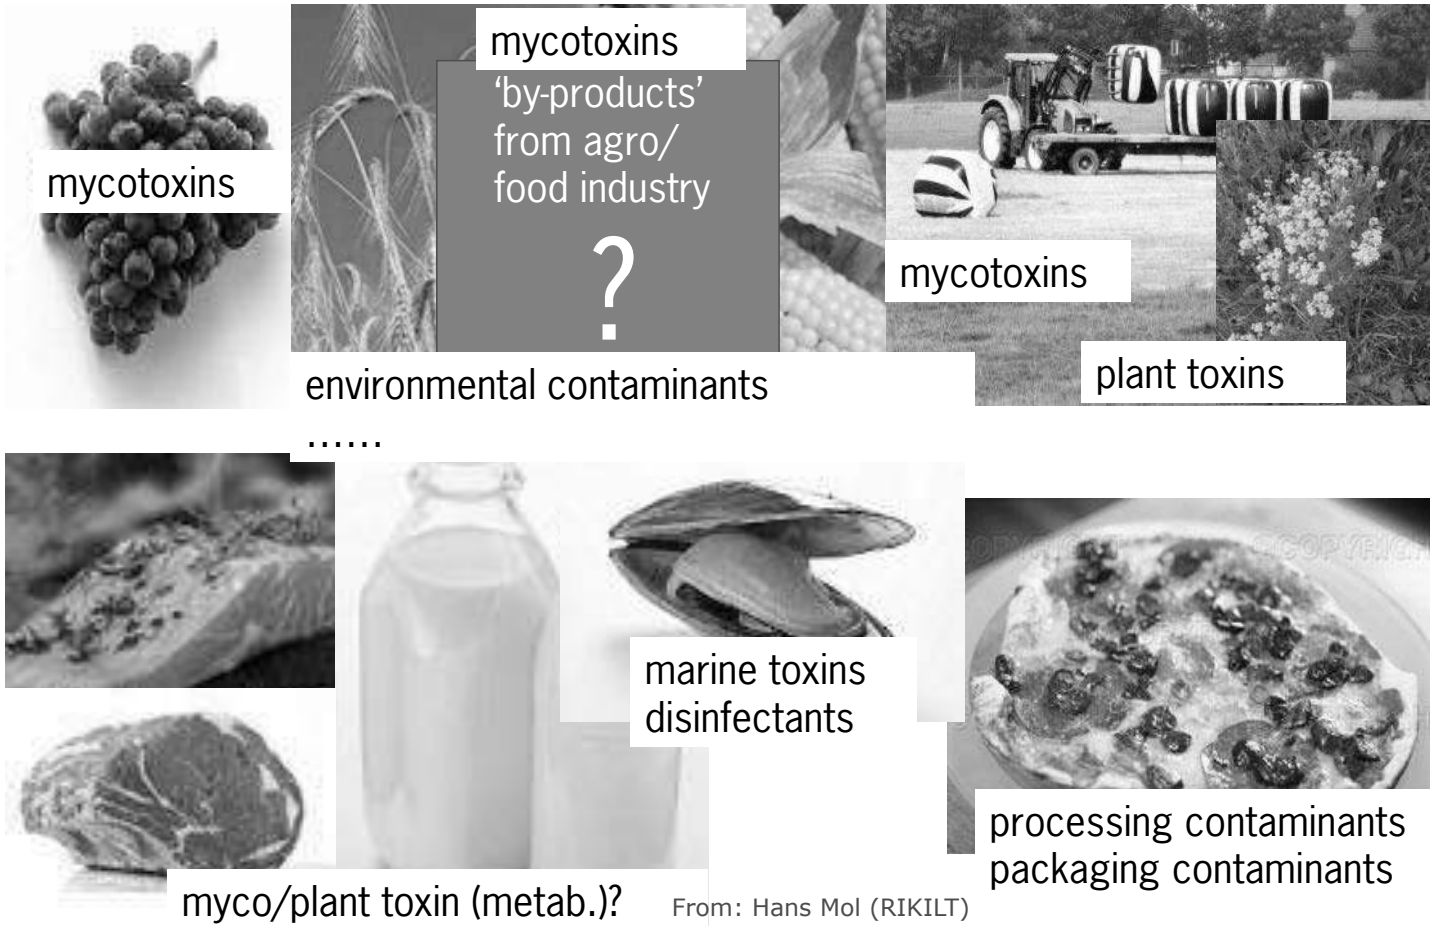 mycotoxins
mycotoxins
‘by-products’
from agro/
food industry
?
mycotoxins
plant toxins
environmental contaminants
......
marine toxins
disinfectants
processing contaminants
packaging contaminants
myco/plant toxin (metab.)?
From: Hans Mol (RIKILT)